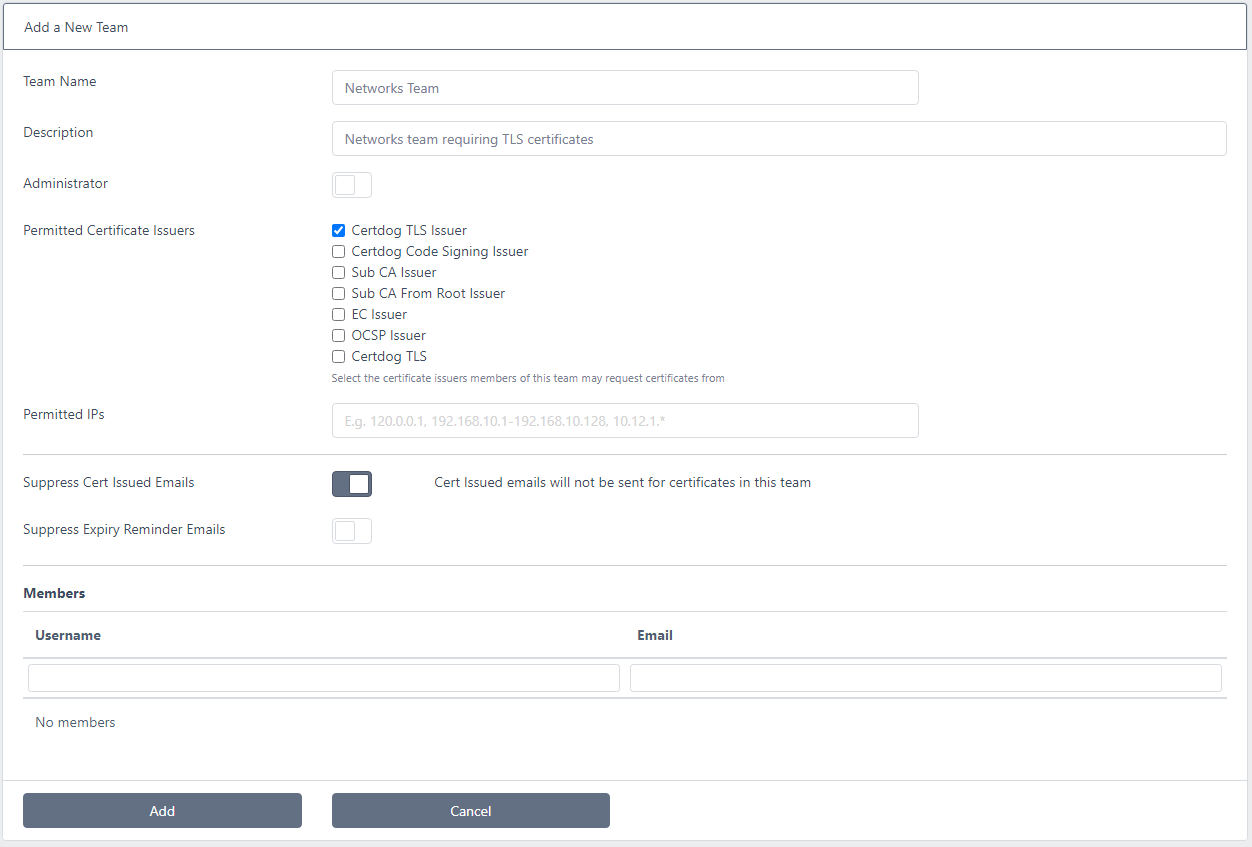 Add a New Team
Team Name
Networks Team
Description
Networks team requiring TLS certificates
Administrator
Permitted Certificate Issuers
Certdog TLS Issuer
Certdog Code Signing Issuer
Sub CA Issuer
Sub CA From Root Issuer
EC Issuer
OCSP Issuer
Certdog TLS
Select the certificate issuers members of this team may request certificates from
Permitted IPs
E.g. 120.0.0.1, 192.168.10.1-192.168.10.128, 10.12.1.*
Suppress Cert Issued Emails
Cert Issued emails will not be sent for certificates in this team
Suppress Expiry Reminder Emails
Members
Username Email
No members
Add Cancel